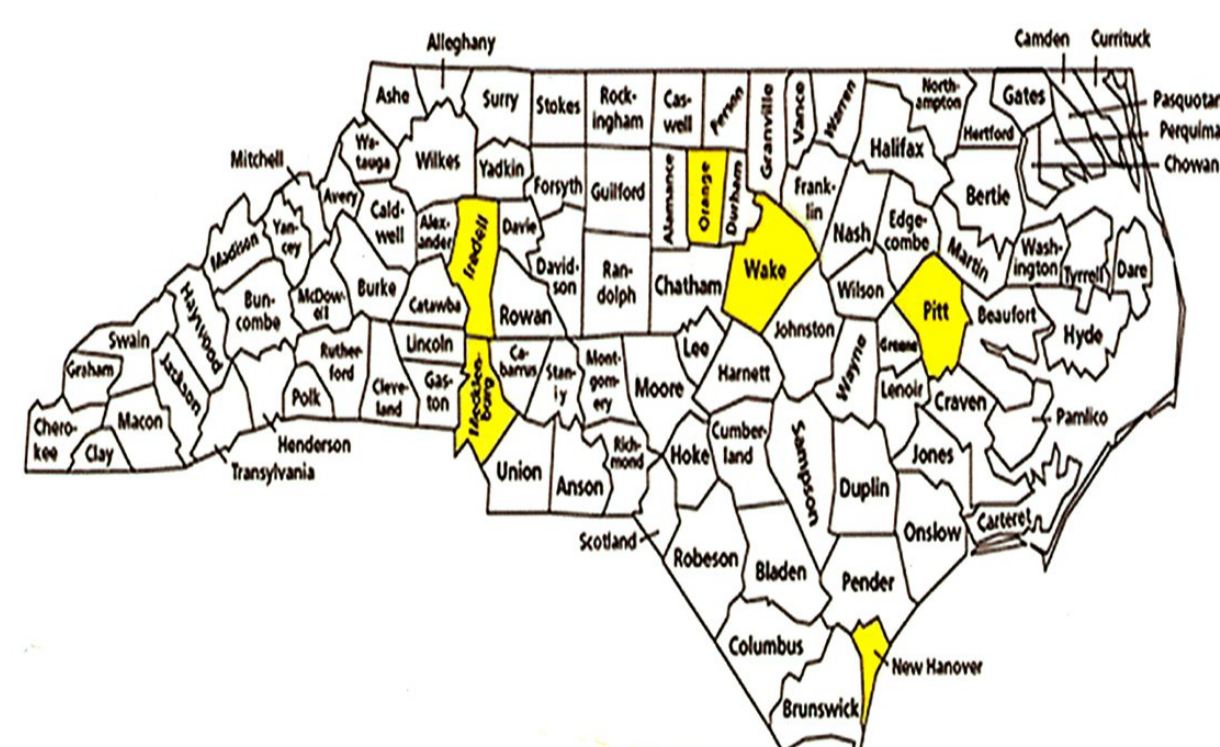 Alleghany
Camden
Currituck
Ashe
Surry
Stokes
Rock-
ingham
Cas-
well
Person
Granville
Vance
Warren
North-
ampton
Gates
Pasquotan
Hertford
Perquima
Chowan
Halifax
Wa-
tauga
Wilkes
Mitchell
Yadkin
Forsyth
Guilford
Alamance
Orange
Durham
Frank-
lin
Bertie
Avery
Cald-
well
Alex-
ander
Iredell
Davie
Nash
Edge-
combe
Martin
Wash-
ington
Tyrrell
Dare
Madison
Yan-
cey
David-
son
Ran-
dolph
Chatham
Wake
Wilson
Pitt
Beaufort
Hyde
Haywood
Bun-
combe
McDow-
ell
Burke
Catawba
Rowan
Johnston
Greene
Wayne
Swain
Graham
Jackson
Ruther-
ford
Lincoln
Polk
Cleve-
land
Gas-
ton
Mecklen-
burg
Ca-
barrus
Stan-
ly
Mont-
gom-
ery
Moore
Lee
Harnett
Lenoir
Craven
Pamlico
Chero-
kee
Clay
Macon
Henderson
Transylvania
Union
Anson
Rich-
mond
Hoke
Cumber-
land
Sampson
Duplin
Jones
Carteret
Onslow
Scotland
Robeson
Bladen
Pender
Columbus
New Hanover
Brunswick